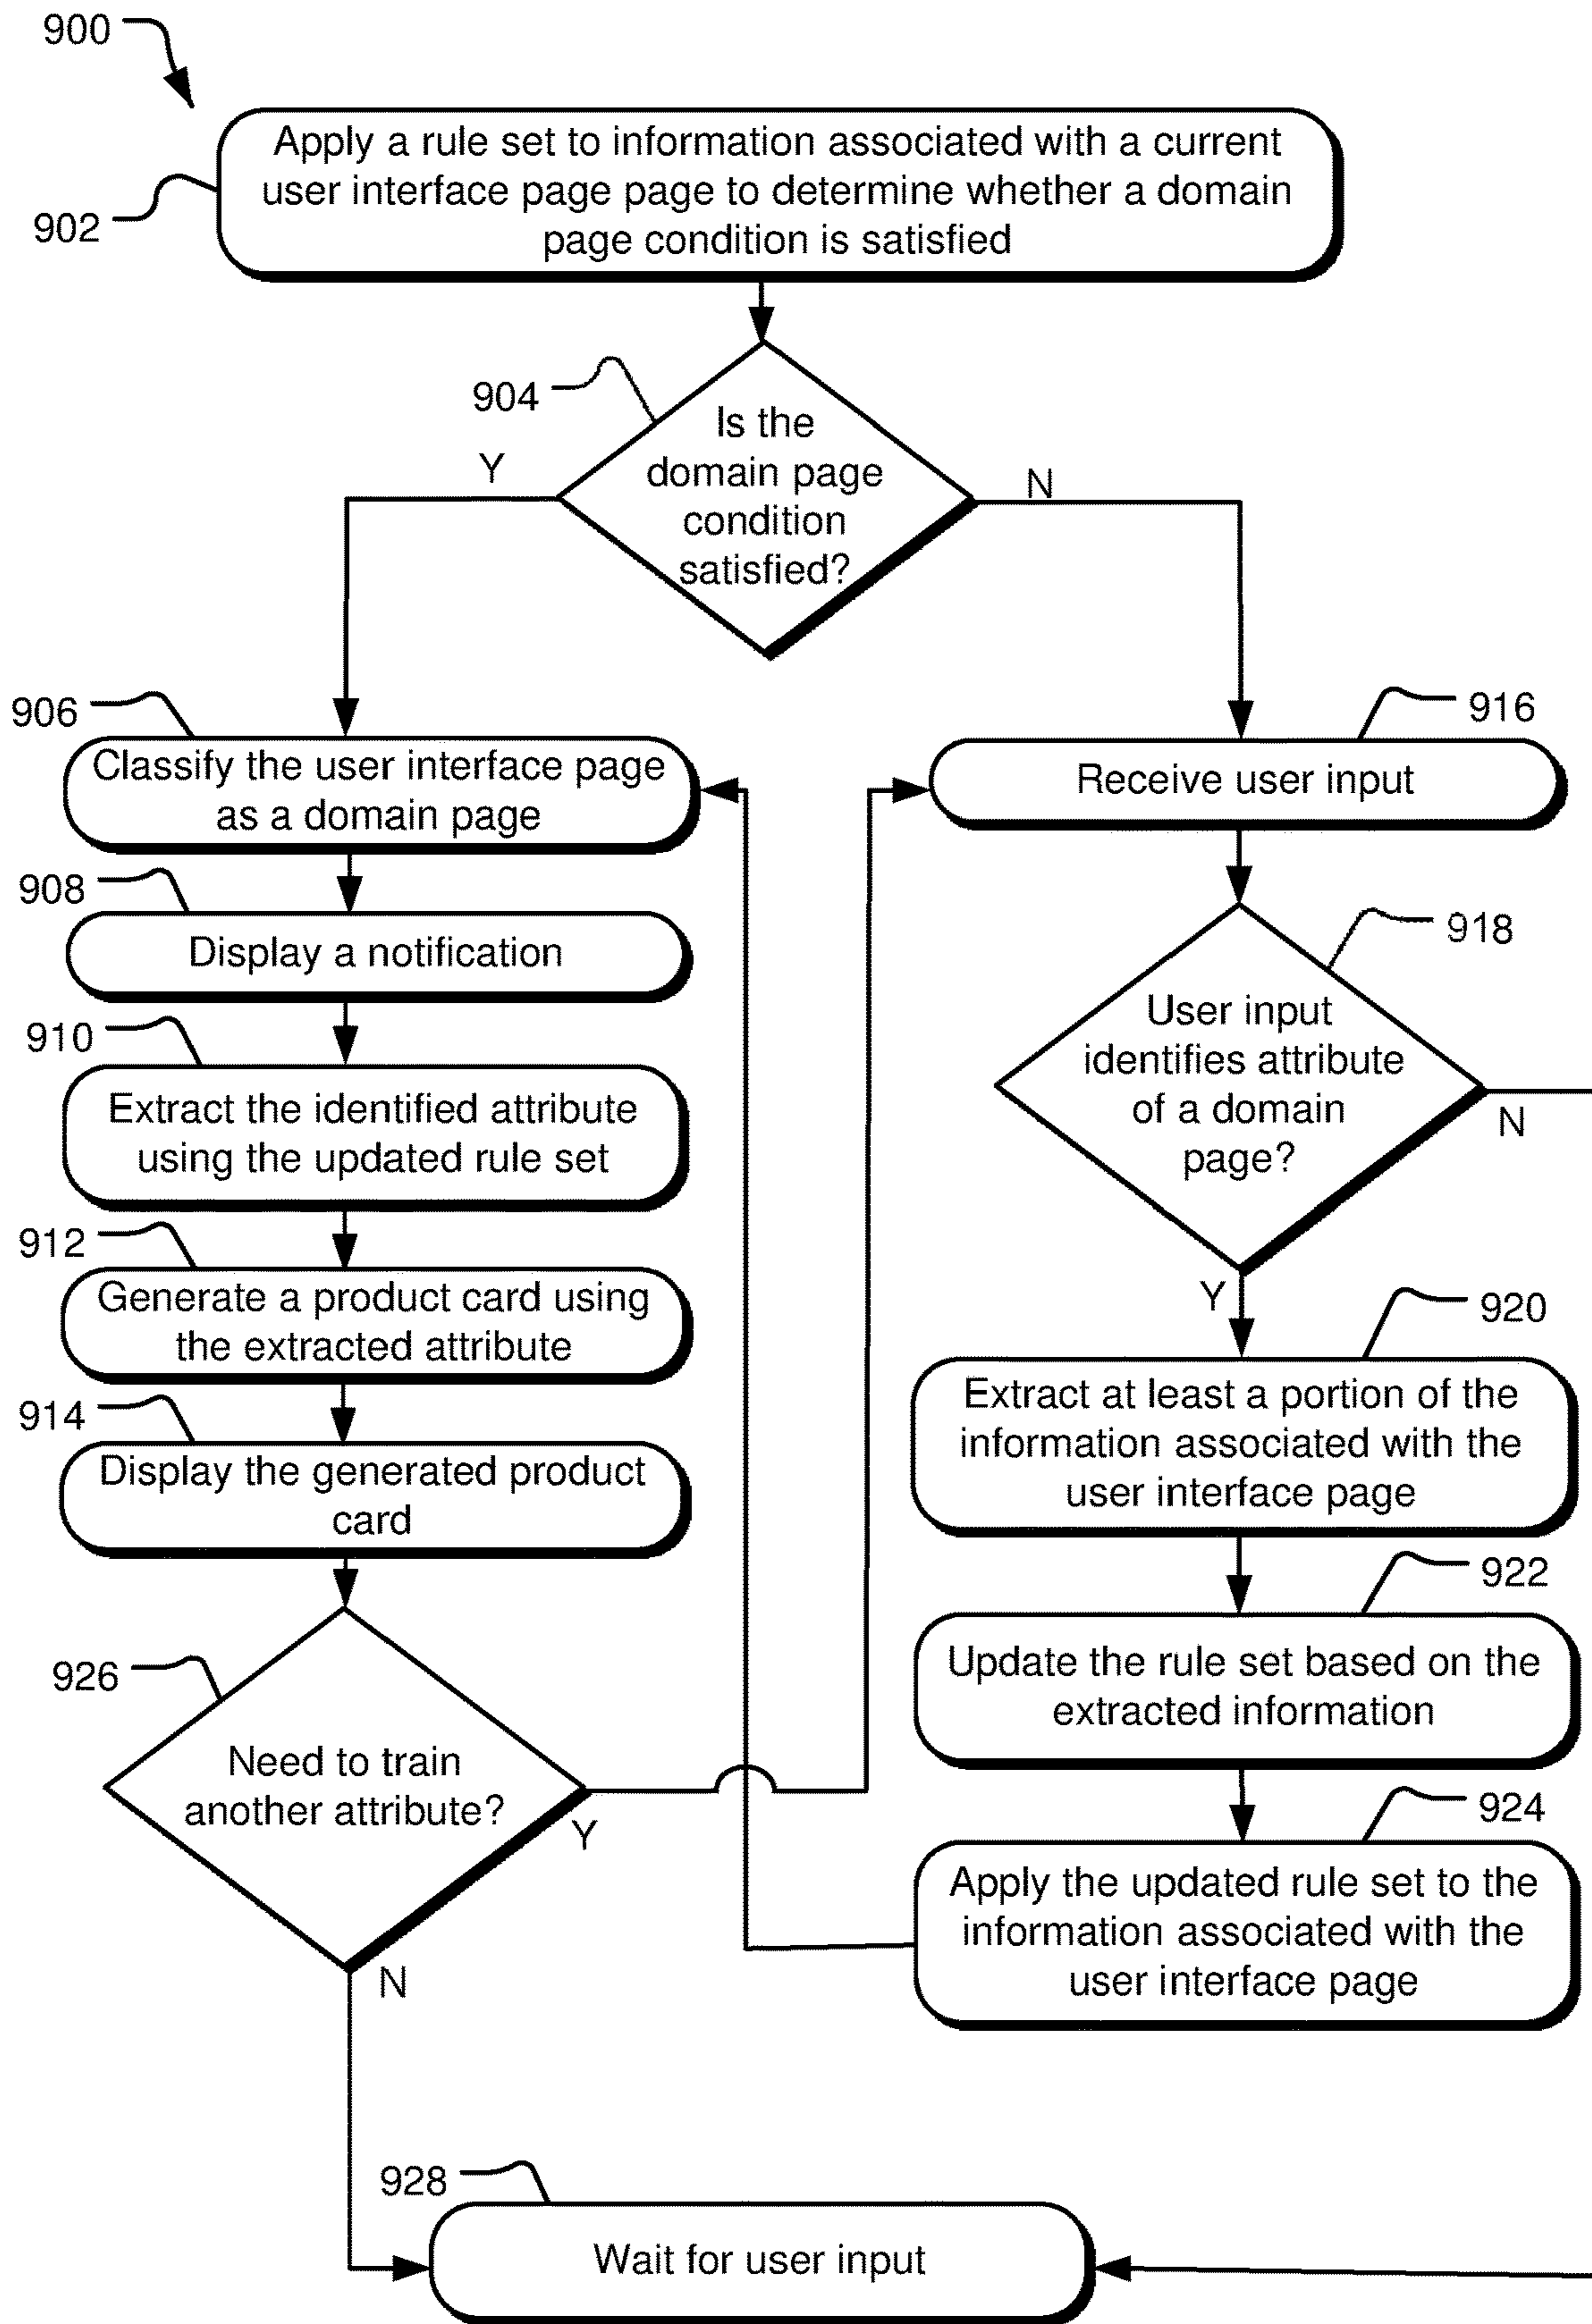 900
902
Apply a rule set to information associated with a current
user interface page page to determine whether a domain
page condition is satisfied
904
Is the
domain page
condition
satisfied?
Y
N
906
Classify the user interface page
as a domain page
908
Display a notification
910
Extract the identified attribute
using the updated rule set
912
Generate a product card using
the extracted attribute
914
Display the generated product
card
926
Need to train
another attribute?
Y
N
916
Receive user input
918
User input
identifies attribute
of a domain
page?
N
Y
920
Extract at least a portion of the
information associated with the
user interface page
922
Update the rule set based on the
extracted information
924
Apply the updated rule set to the
information associated with the
user interface page
928
Wait for user input